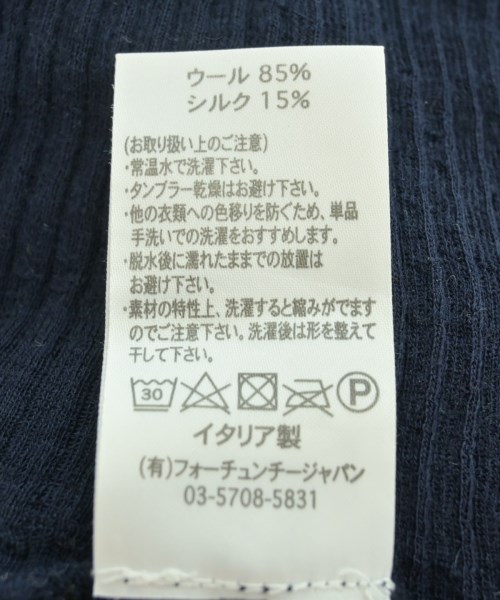 ウール 85%
シルク 15%
(お取り扱い上のご注意)
・常温水で洗濯下さい。
・タンブラー乾燥はお避け下さい。
・他の衣類への色移りを防ぐため、単品
手洗いでの洗濯をおすすめします。
・脱水後に濡れたままでの放置は
お避け下さい。
・素材の特性上、洗濯すると縮みがでます
のでご注意下さい。洗濯後は形を整えて
干して下さい。
30 P
イタリア製
(有)フォーチュンチージャパン
03-5708-5831